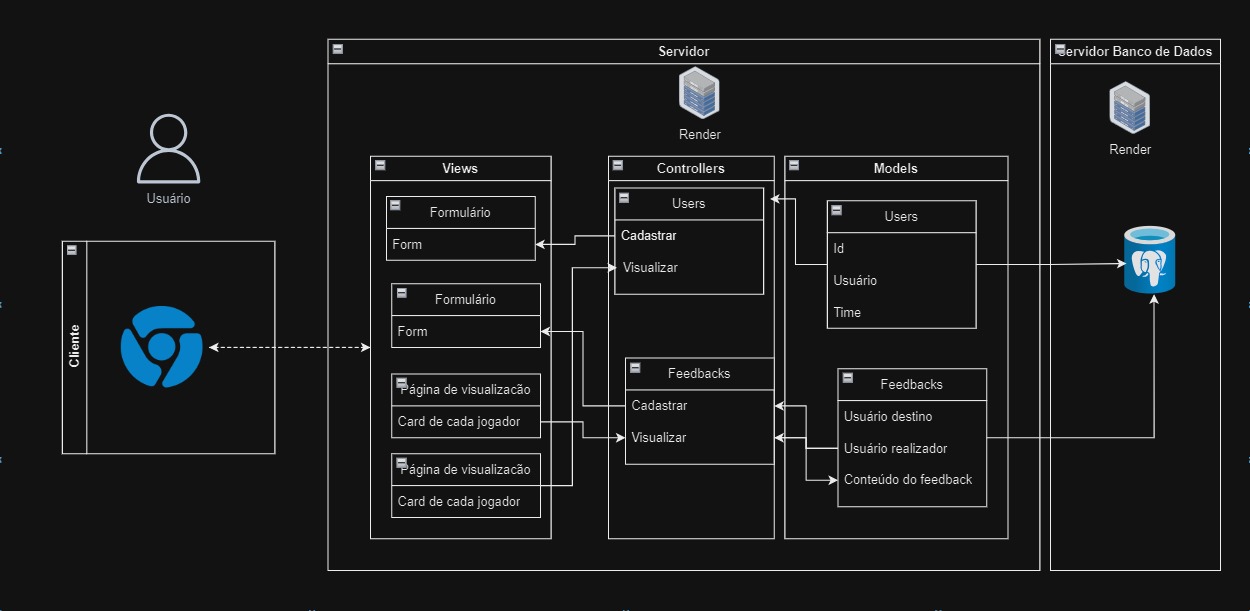 Usuário
Cliente
Servidor
Render
Views
Formulário
Form
Formulário
Form
Página de visualizacão
Card de cada jogador
Página de visualizacão
Card de cada jogador
Controllers
Users
Cadastrar
Visualizar
Feedbacks
Cadastrar
Visualizar
Models
Users
Id
Usuário
Time
Feedbacks
Usuário destino
Usuário realizador
Conteúdo do feedback
Servidor Banco de Dados
Render